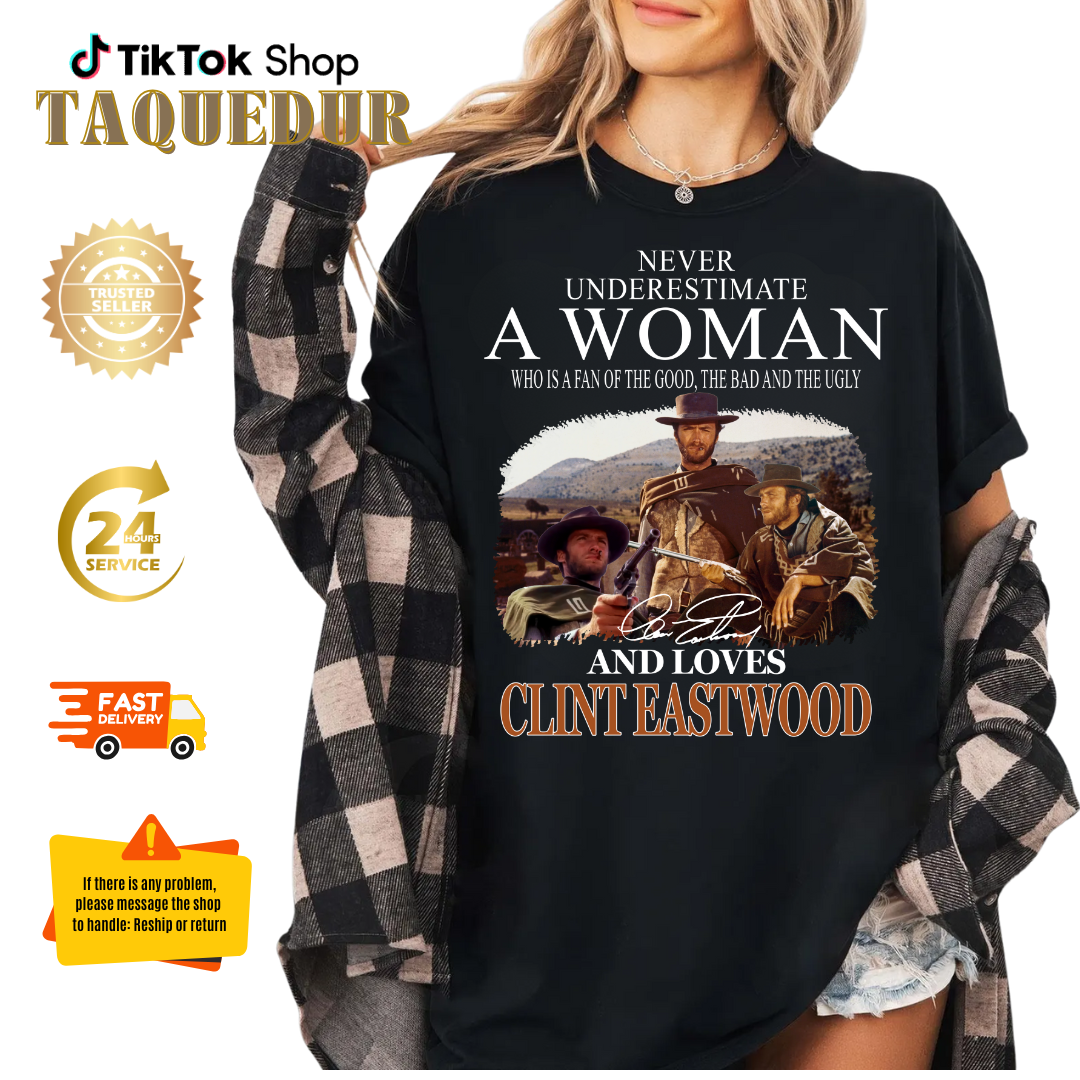 TikTok Shop
TAQUEDUR
TRUSTED
SELLER
24
HOURS
SERVICE
FAST
DELIVERY
If there is any problem,
please message the shop
to handle: Reship or return
NEVER
UNDERESTIMATE
A WOMAN
WHO IS A FAN OF THE GOOD, THE BAD AND THE UGLY
Clint Eastwood
AND LOVES
CLINT EASTWOOD